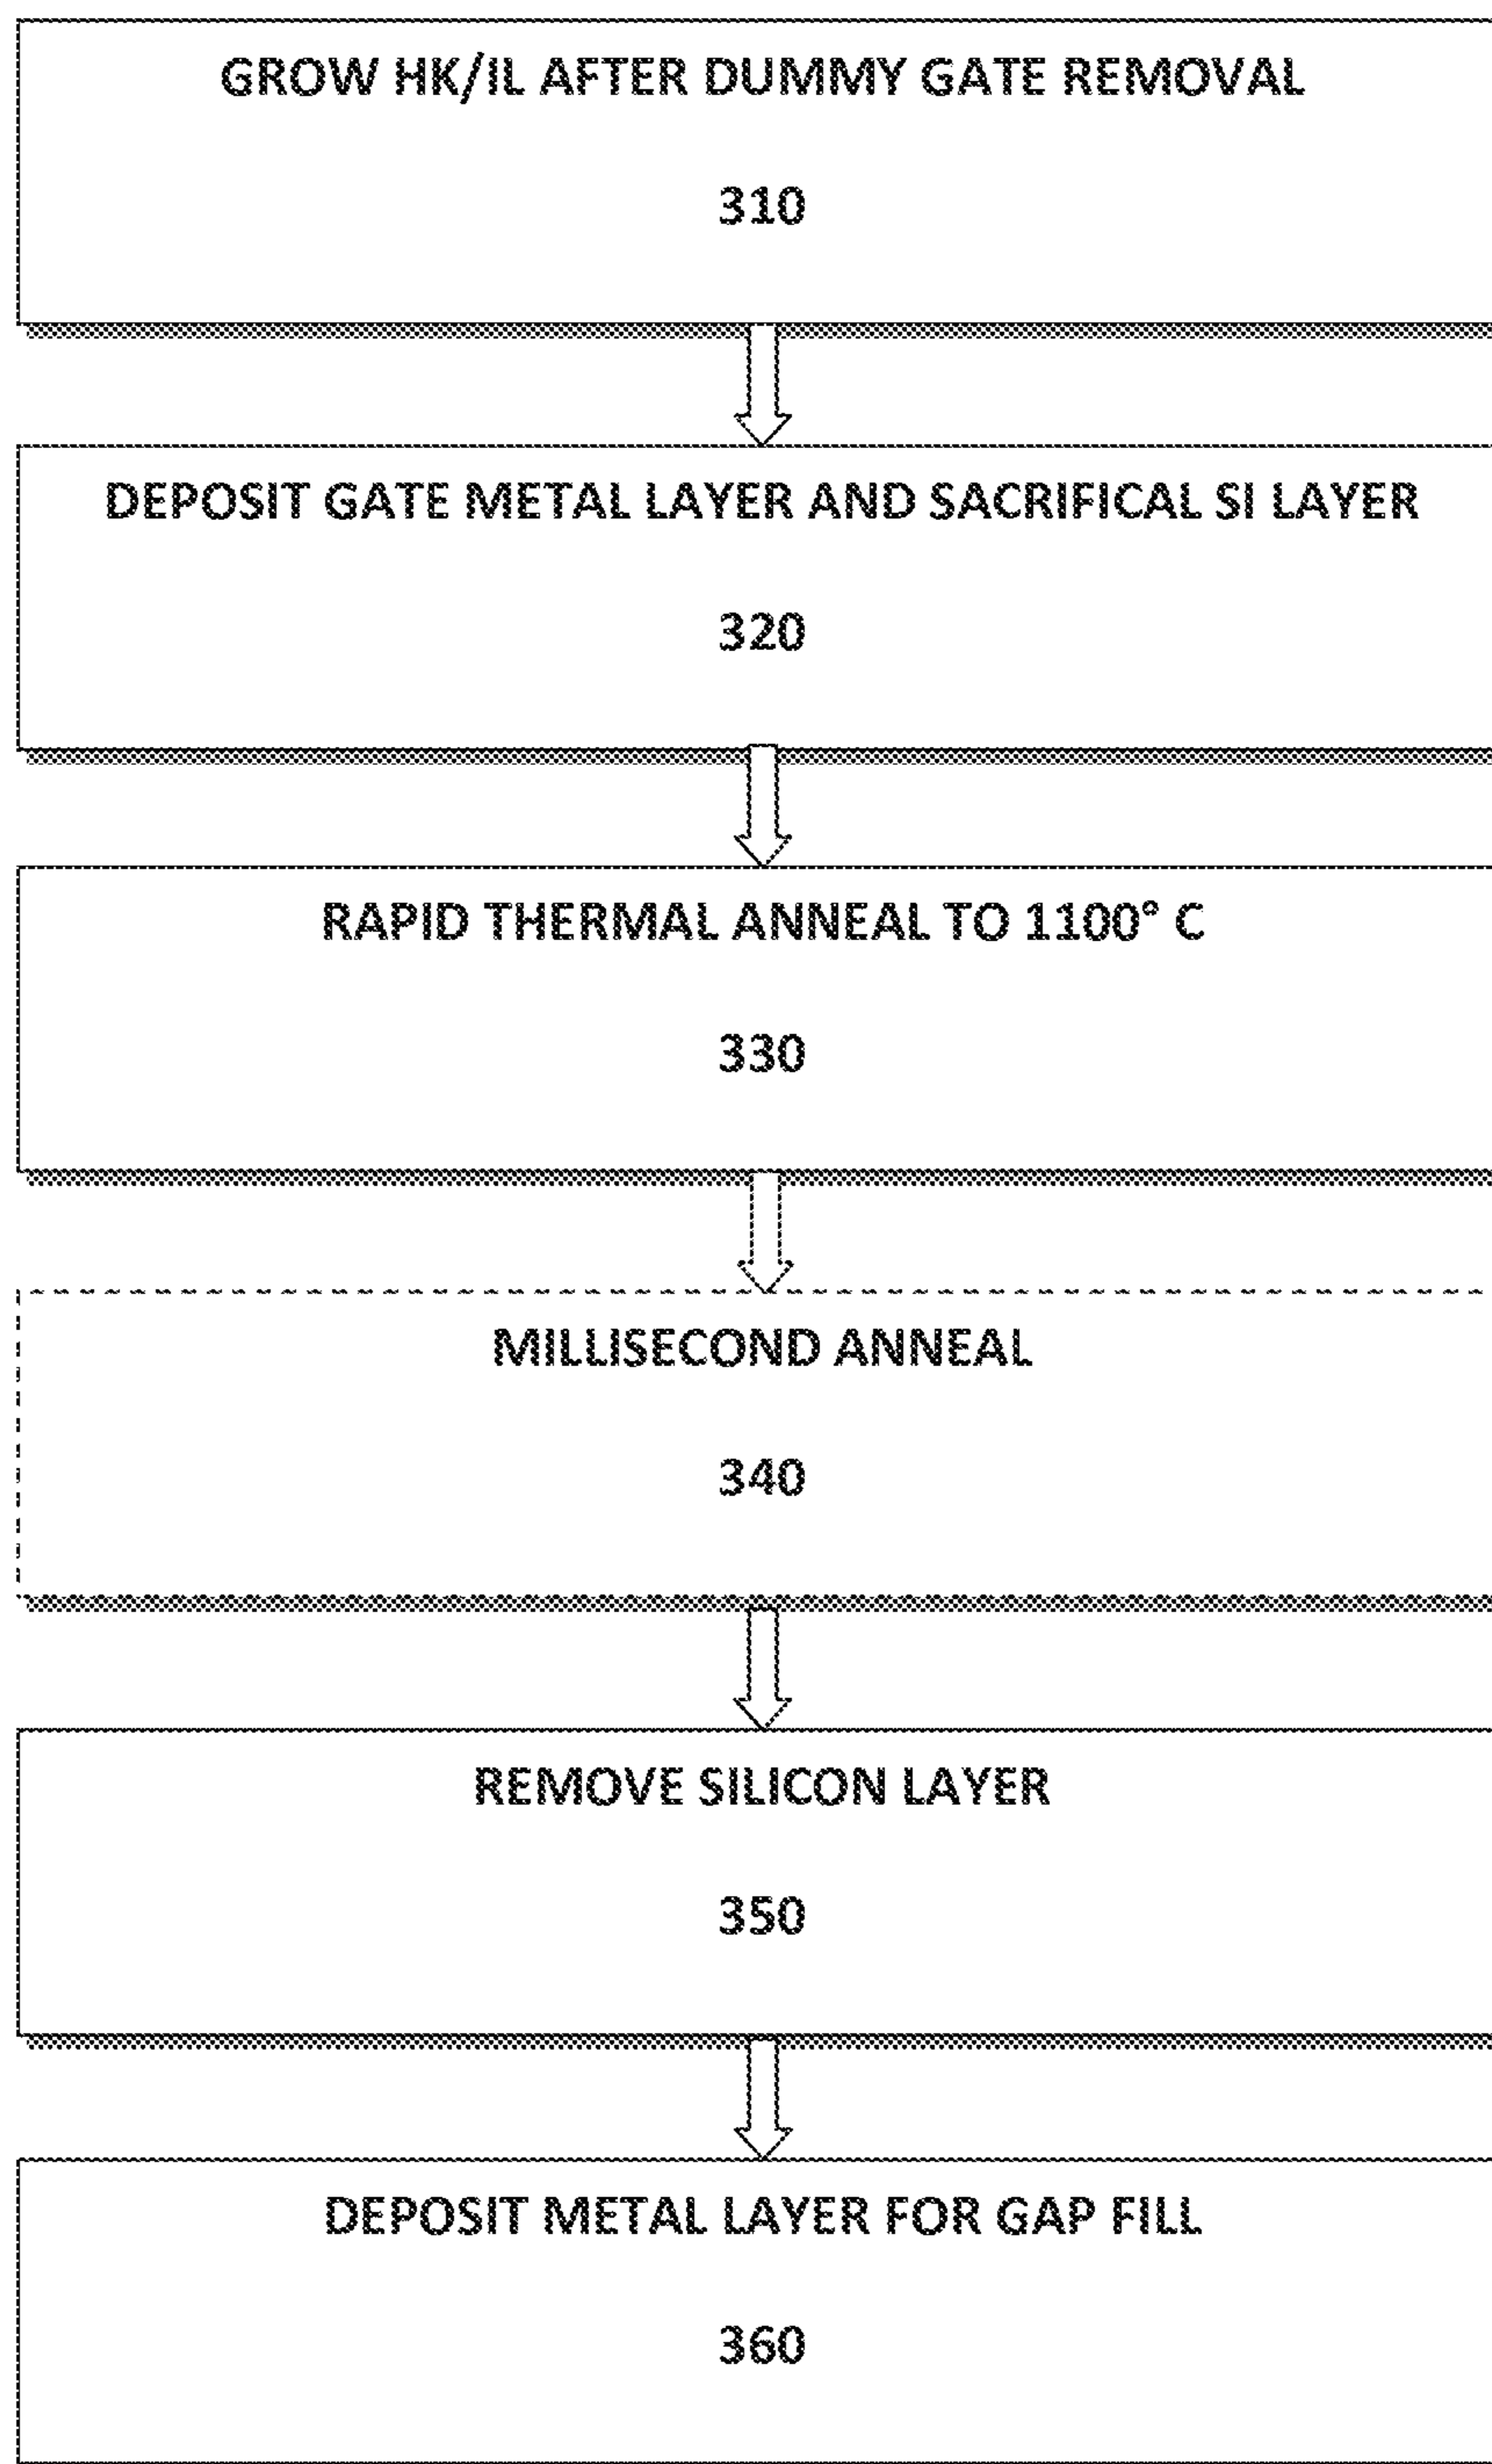 GROW HK/IL AFTER DUMMY GATE REMOVAL
310
DEPOSIT GATE METAL LAYER AND SACRIFICAL SI LAYER
320
RAPID THERMAL ANNEAL TO 1100° C
330
MILLISECOND ANNEAL
340
REMOVE SILICON LAYER
350
DEPOSIT METAL LAYER FOR GAP FILL
360